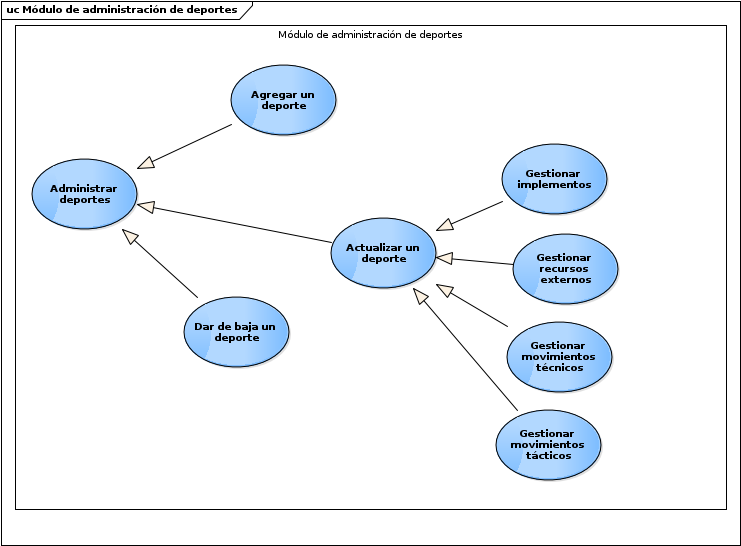 uc Módulo de administración de deportes
Módulo de administración de deportes
Agregar un
deporte
Administrar
deportes
Gestionar
implementos
Actualizar un
deporte
Gestionar
recursos
externos
Dar de baja un
deporte
Gestionar
movimientos
técnicos
Gestionar
movimientos
tácticos